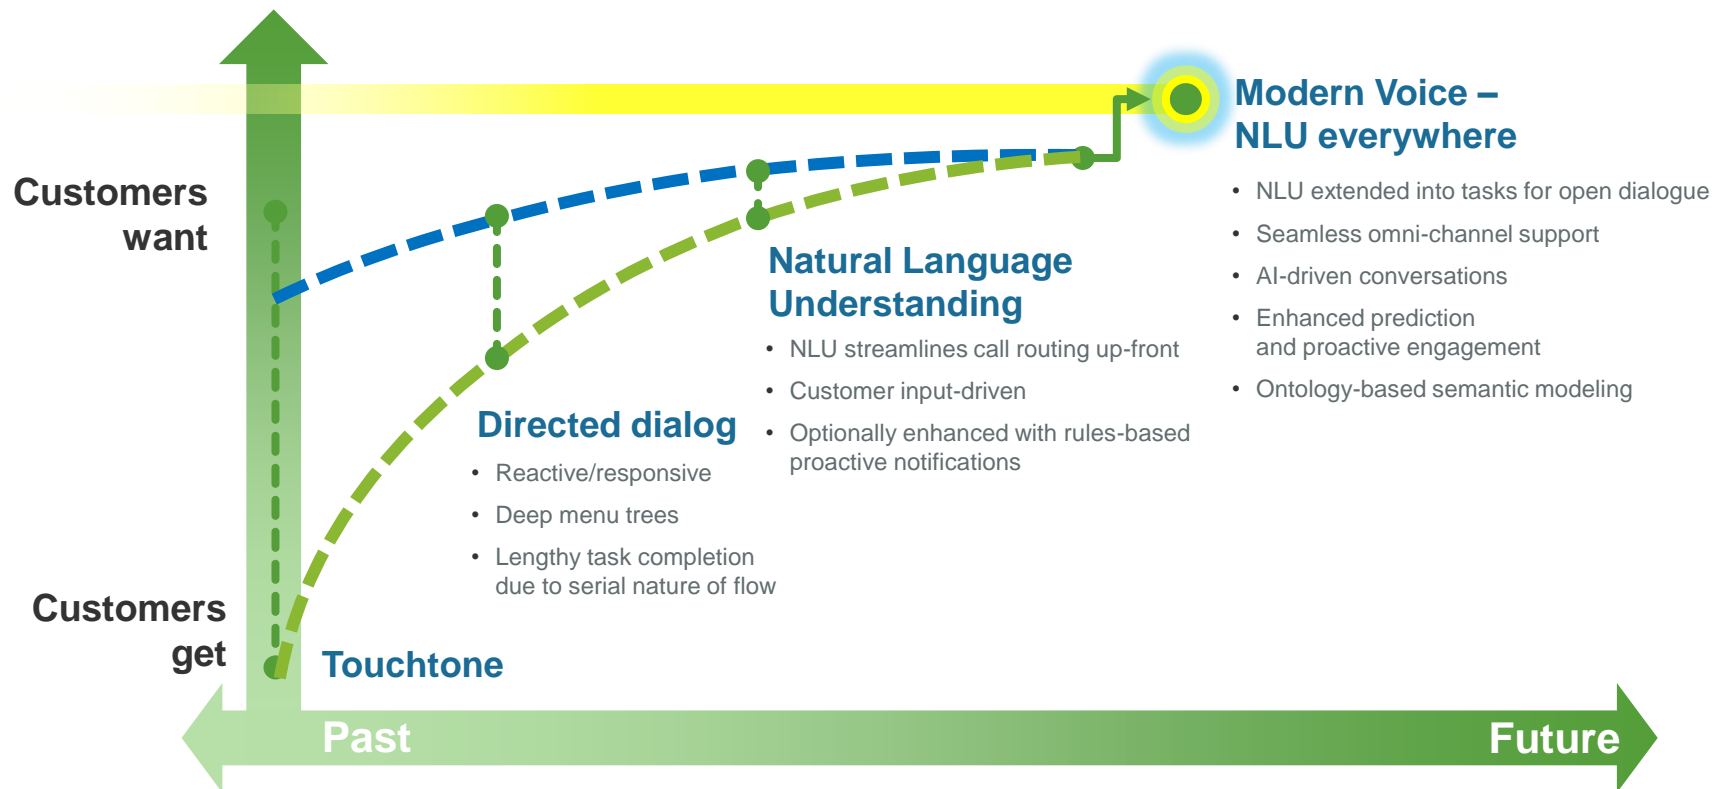 Customers
want
Customers
get
Touchtone
Directed dialog
• Reactive/responsive
• Deep menu trees
• Lengthy task completion
due to serial nature of flow
Natural Language
Understanding
• NLU streamlines call routing up-front
• Customer input-driven
• Optionally enhanced with rules-based
proactive notifications
Modern Voice –
NLU everywhere
• NLU extended into tasks for open dialogue
• Seamless omni-channel support
• AI-driven conversations
• Enhanced prediction
and proactive engagement
• Ontology-based semantic modeling
Past
Future